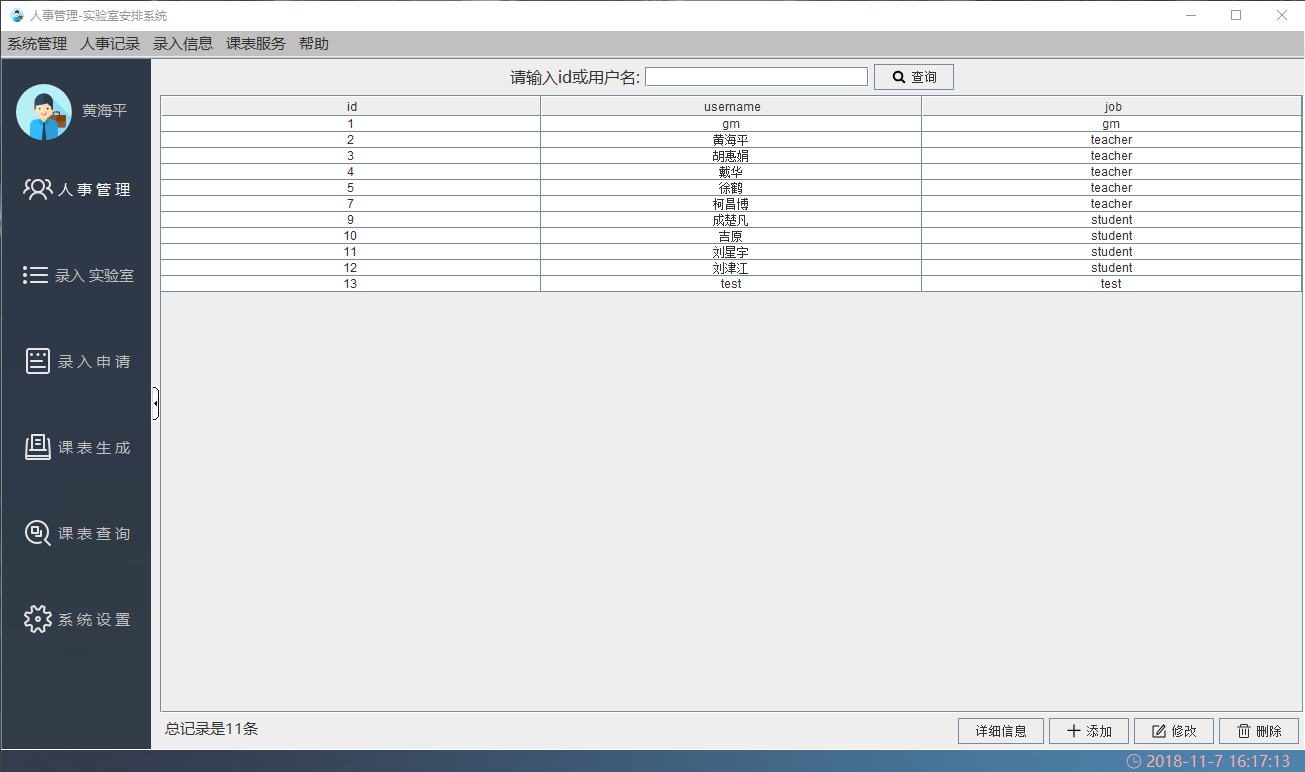 人事管理-实验室安排系统
系统管理 人事记录 录入信息 课表服务 帮助
黄海平
人事管理
录入 实验室
录入申请
课表生成
课表查询
系统设置
请输入id或用户名: 查询
id username job
1 gm gm
2 黄海平 teacher
3 胡惠娟 teacher
4 戴华 teacher
5 徐鹤 teacher
7 柯昌博 teacher
9 成楚凡 student
10 吉原 student
11 刘星宇 student
12 刘津江 student
13 test test
总记录是11条
详细信息 添加 修改 删除
2018-11-7 16:17:13